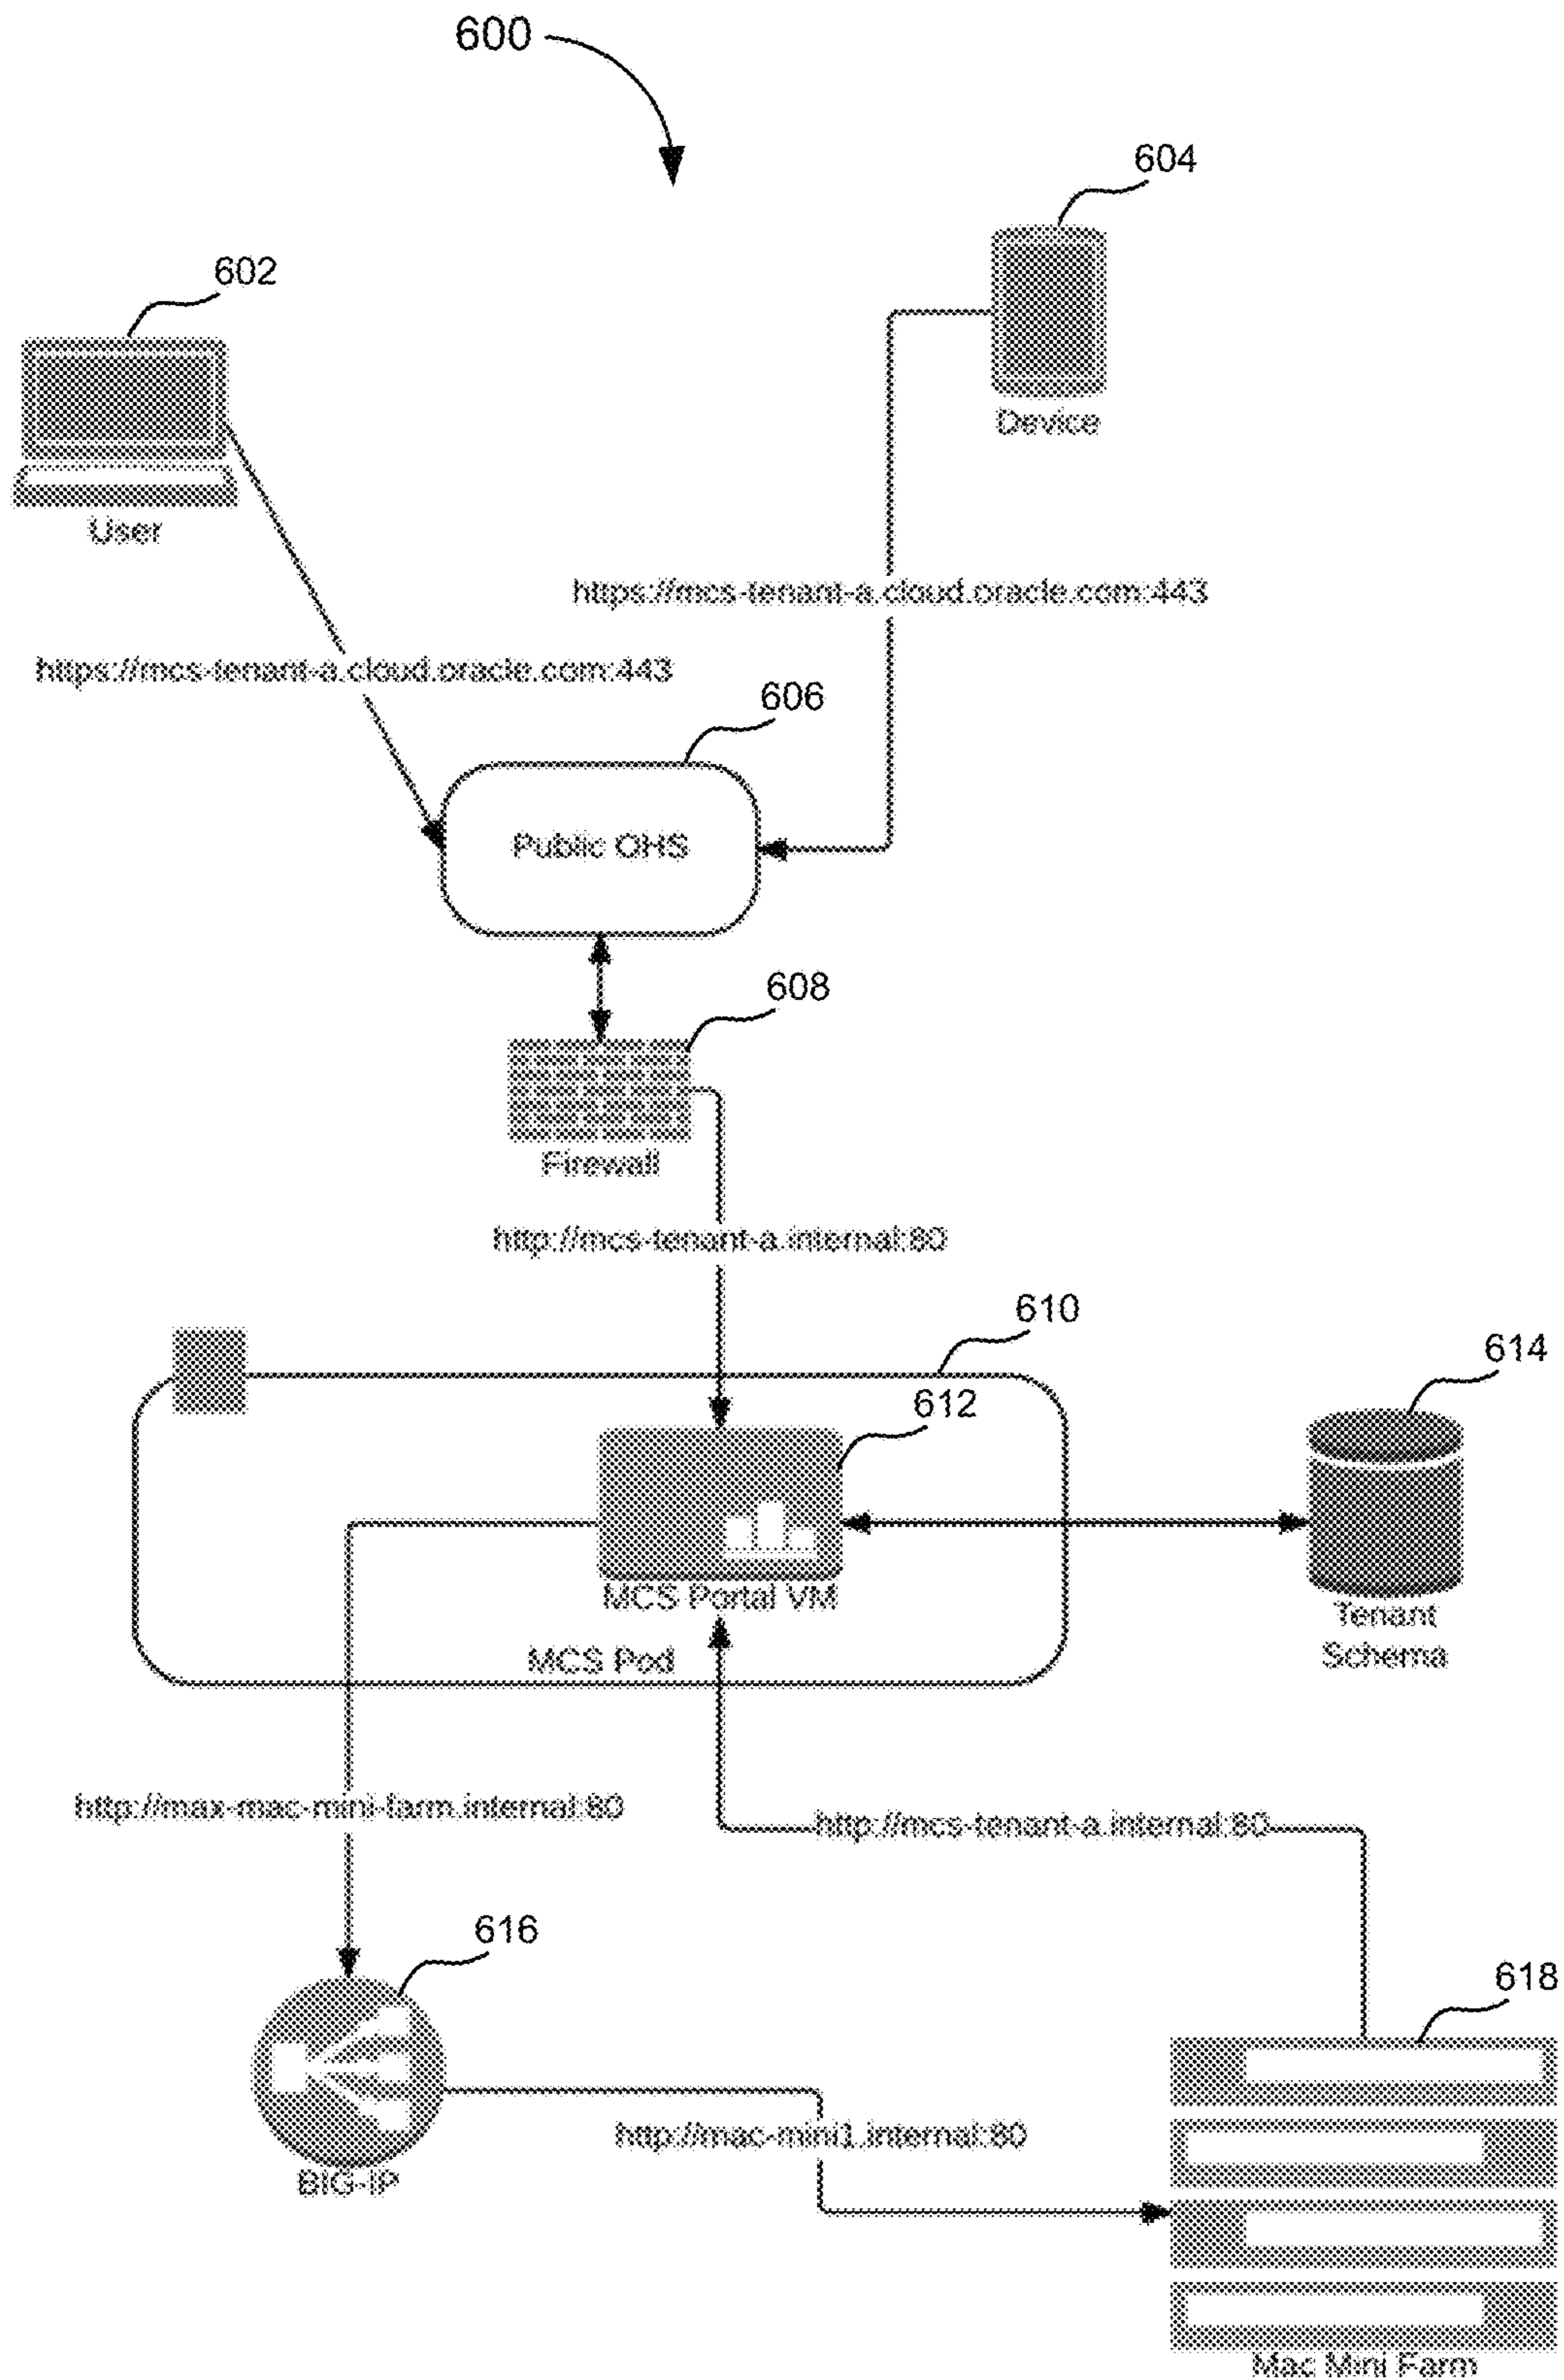 600
604
602
Device
User
https://mcs-tenant-a.cloud.oracle.com:443
https://mcs-tenant-a.cloud.oracle.com:443
606
Public OHS
608
Firewall
http://mcs-tenant-a.internal:80
610
614
612
MCS Portal VM
Tenant
Schema
MCS Pod
http://max-mac-mini-farm.internal:80
http://mcs-tenant-a.internal:80
616
618
http://mac-mini1.internal:80
BIG-IP
Mac Mini Farm